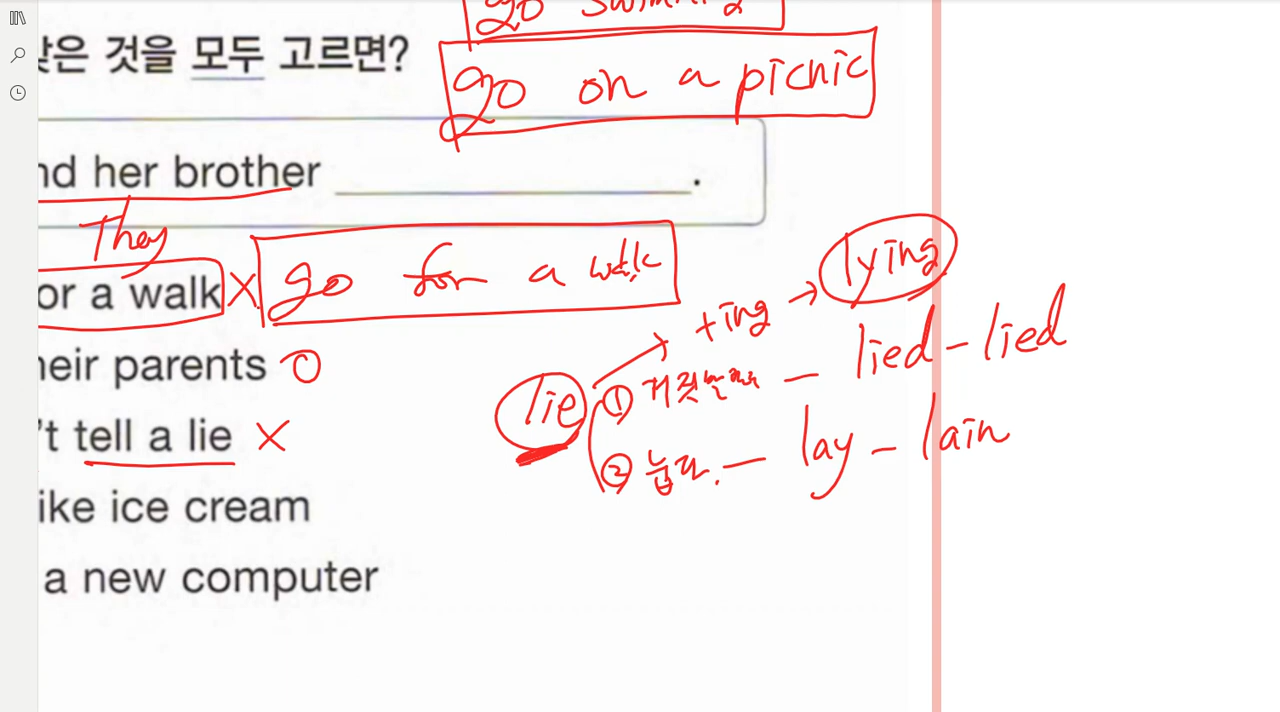 go swimming
맞은 것을 모두 고르면?
go on a picnic
nd her brother ____________.
They
or a walk X go for a walk
lying
+ing →
heir parents O
lied - lied
lie ① 거짓말하다 -
't tell a lie X
② 눕다. - lay - lain
ike ice cream
a new computer